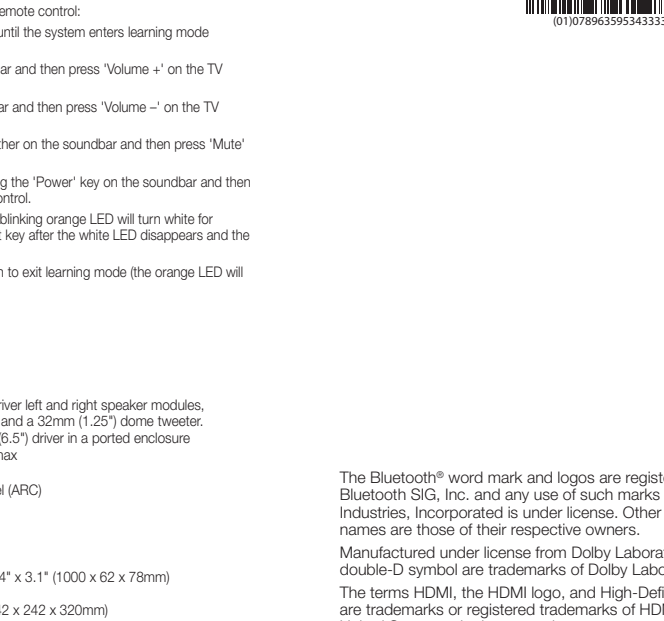 emote control:
until the system enters learning mode
ar and then press 'Volume +' on the TV
ar and then press 'Volume –' on the TV
ther on the soundbar and then press 'Mute'
g the 'Power' key on the soundbar and then
ontrol.
blinking orange LED will turn white for
t key after the white LED disappears and the
n to exit learning mode (the orange LED will
river left and right speaker modules,
and a 32mm (1.25") dome tweeter.
(6.5") driver in a ported enclosure
max
el (ARC)
4" x 3.1" (1000 x 62 x 78mm)
42 x 242 x 320mm)
(01)078963595343333
The Bluetooth® word mark and logos are registe
Bluetooth SIG, Inc. and any use of such marks
Industries, Incorporated is under license. Other
names are those of their respective owners.
Manufactured under license from Dolby Laborat
double-D symbol are trademarks of Dolby Labo
The terms HDMI, the HDMI logo, and High-Defi
are trademarks or registered trademarks of HDM